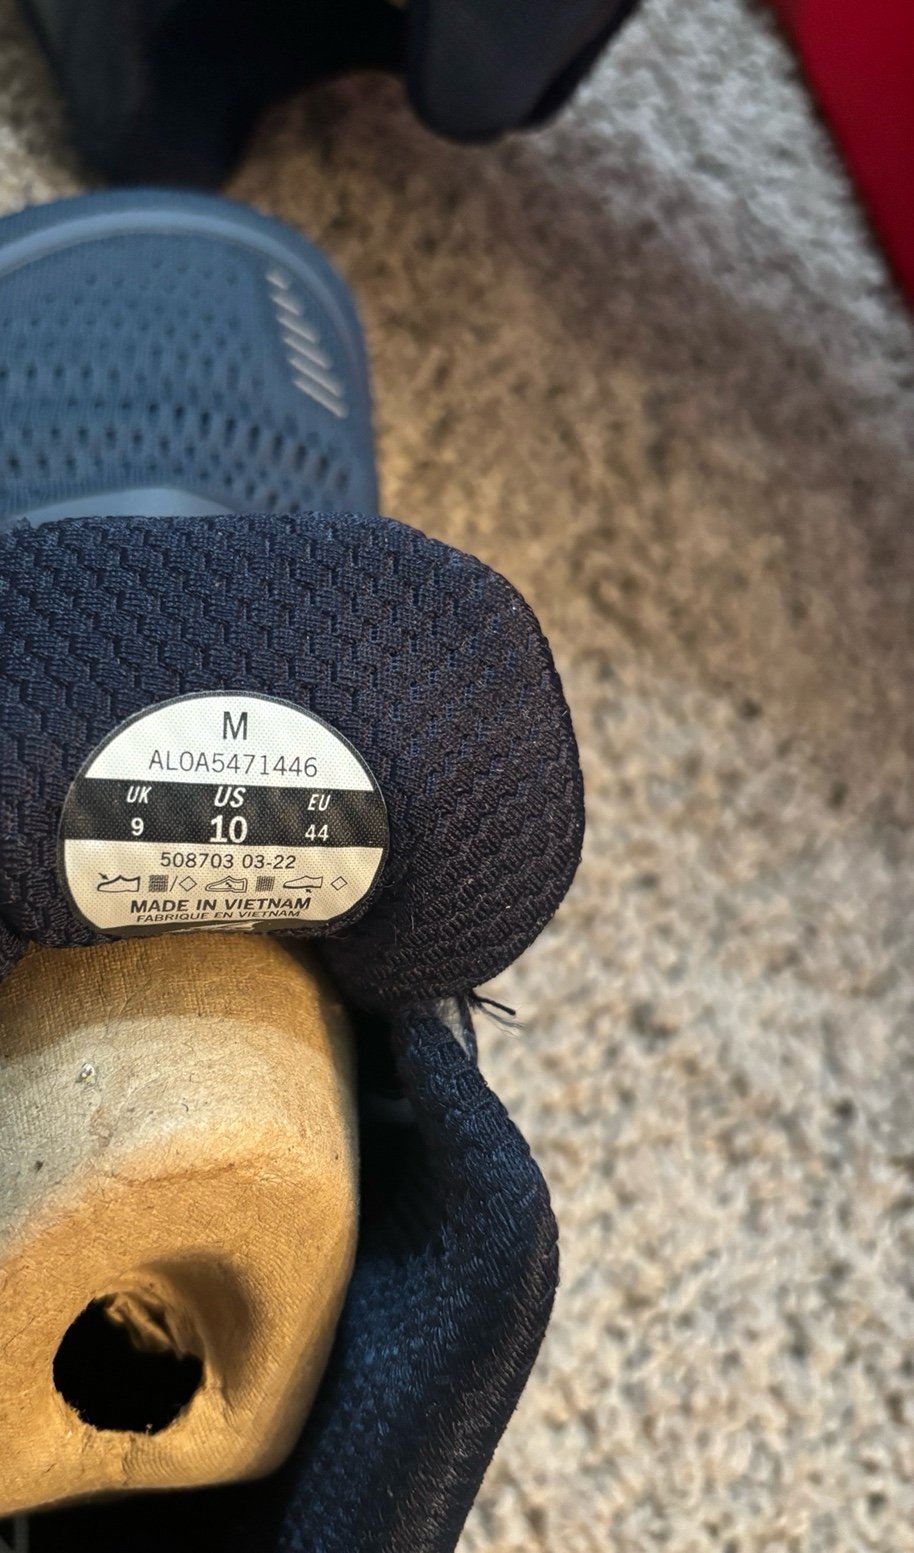 M
AL0A5471446
UK US EU
9 10 44
508703 03-22
MADE IN VIETNAM
FABRIQUE EN VIETNAM